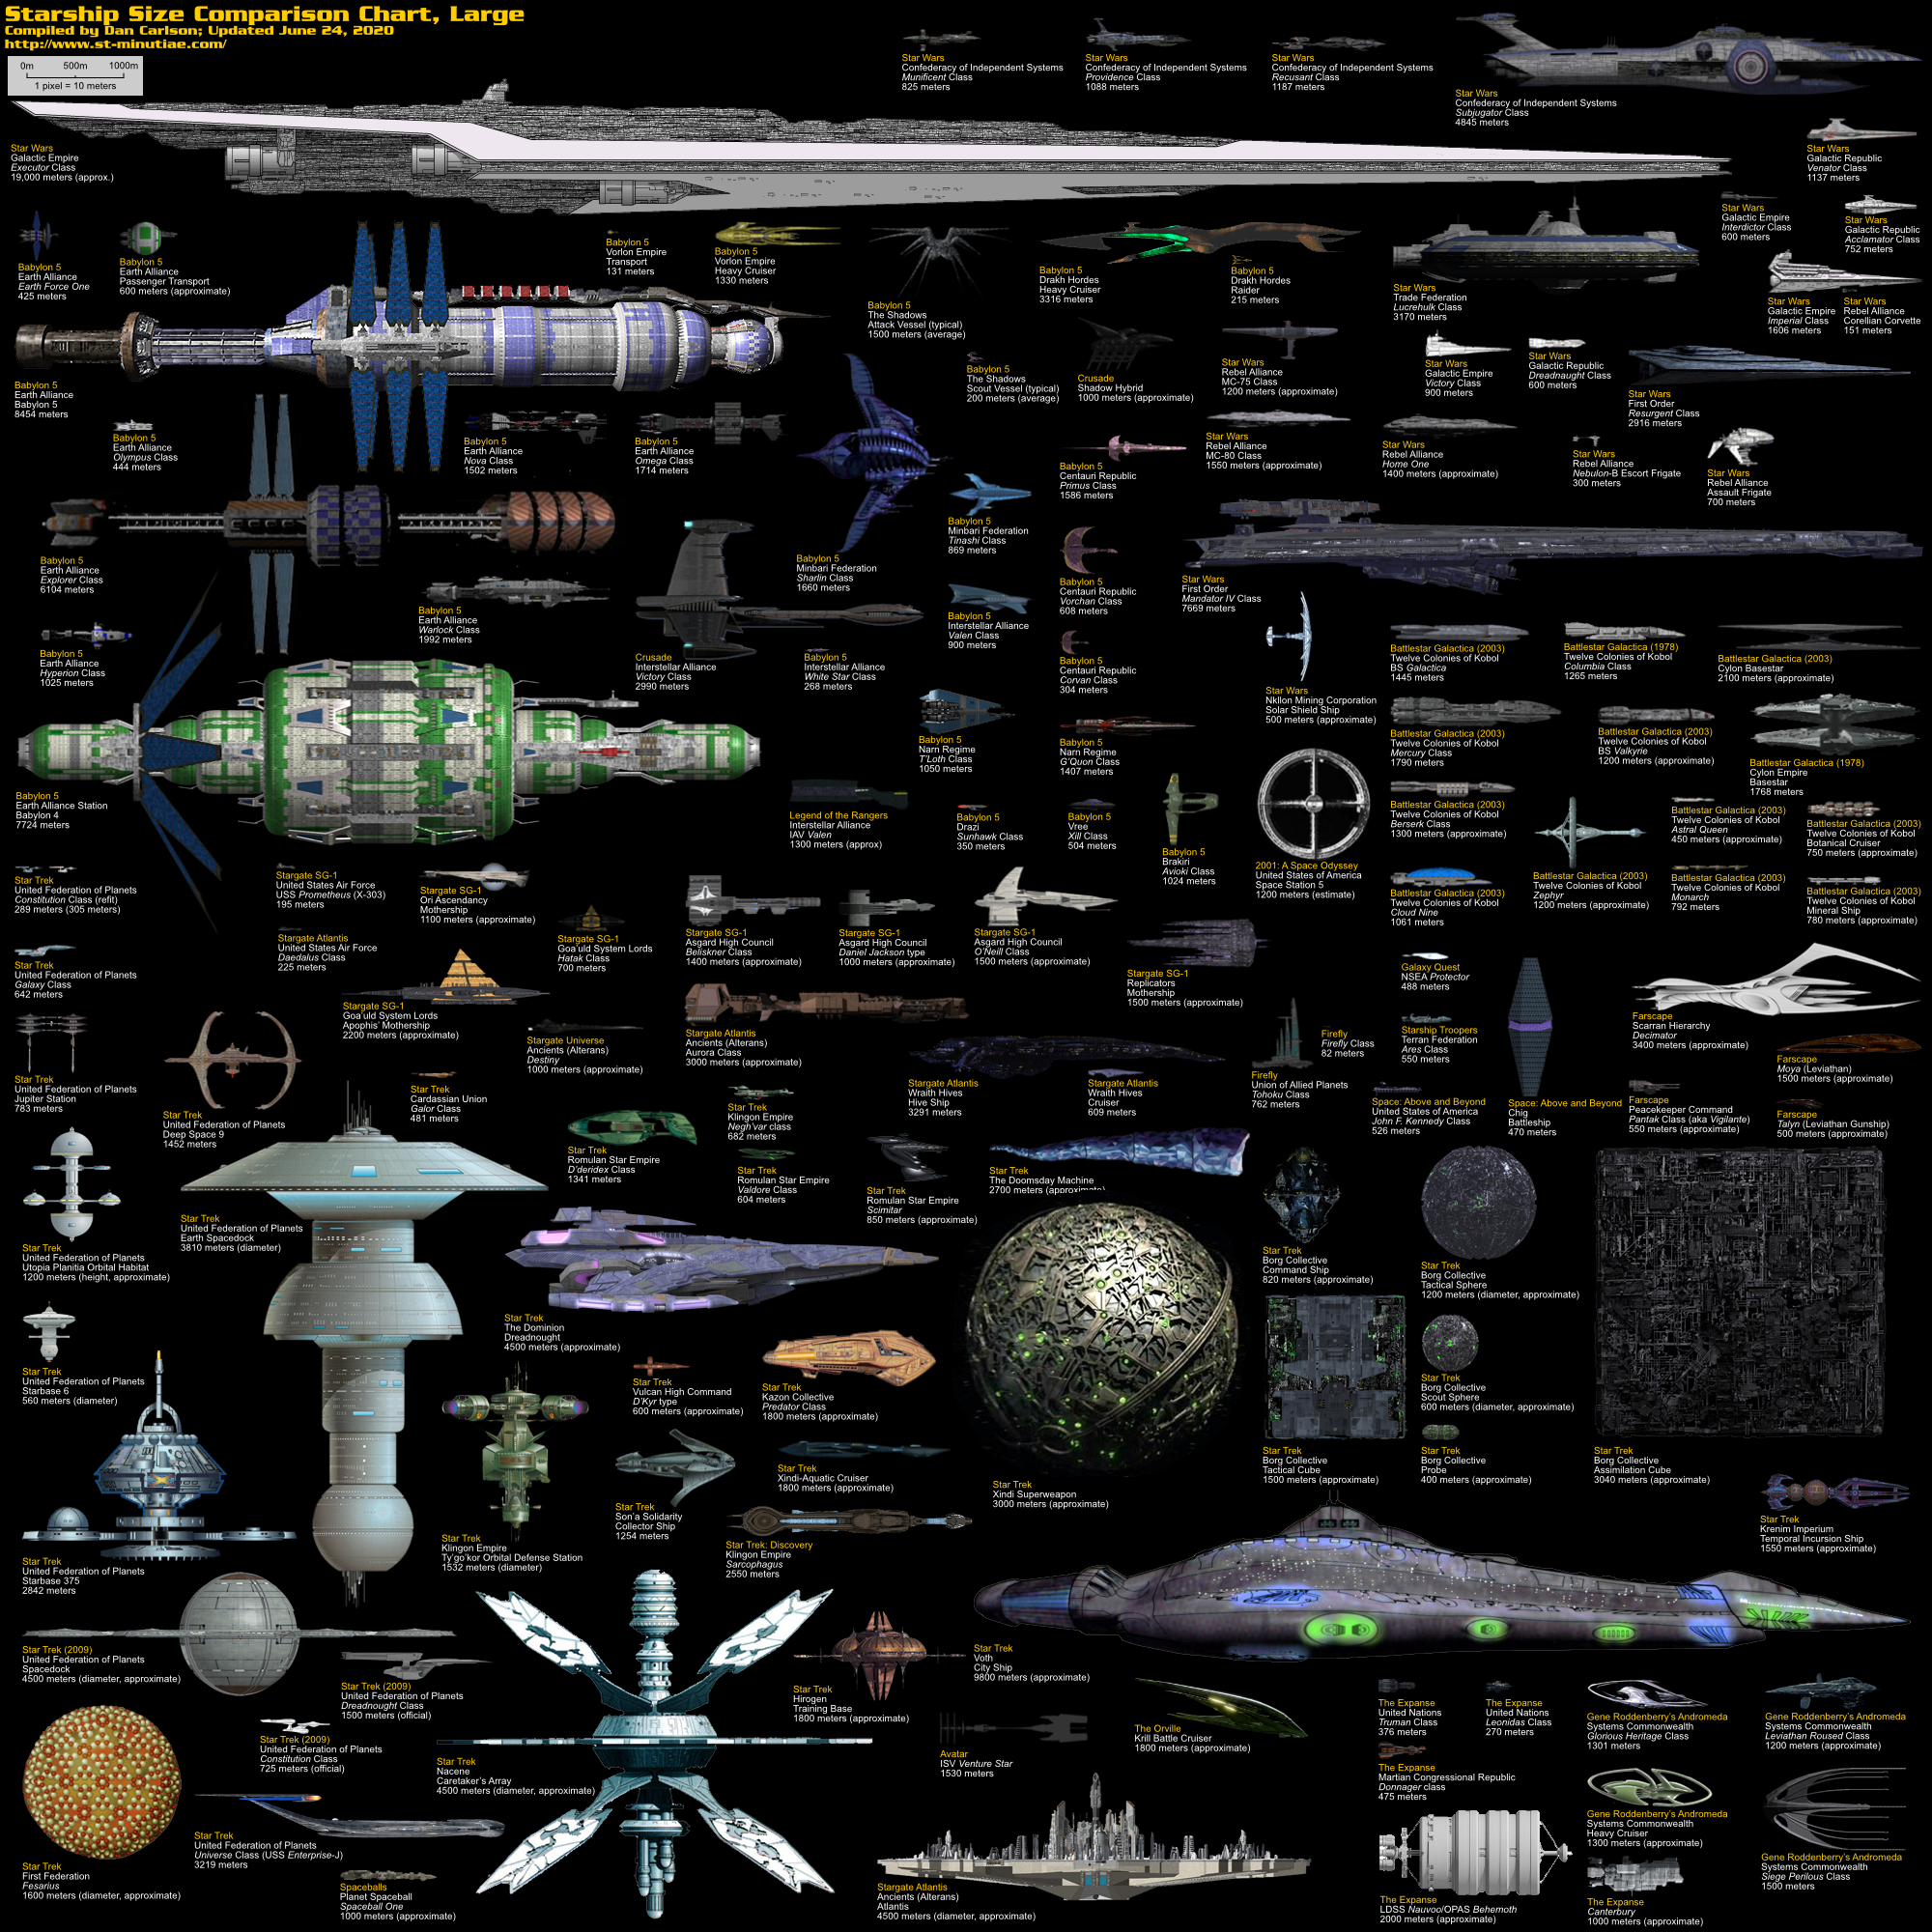 Starship Size Comparison Chart, Large
Compiled by Dan Carlson; Updated June 24, 2020
http://www.st-minutiae.com/
0m 500m 1000m
1 pixel = 10 meters
Star Wars
Confederacy of Independent Systems
Munificent Class
825 meters
Star Wars
Confederacy of Independent Systems
Providence Class
1088 meters
Star Wars
Confederacy of Independent Systems
Recusant Class
1187 meters
Star Wars
Confederacy of Independent Systems
Subjugator Class
4845 meters
Star Wars
Galactic Empire
Executor Class
19,000 meters (approx.)
Star Wars
Galactic Republic
Venator Class
1137 meters
Star Wars
Galactic Empire
Interdictor Class
600 meters
Star Wars
Galactic Republic
Acclamator Class
752 meters
Babylon 5
Earth Alliance
Earth Force One
425 meters
Babylon 5
Earth Alliance
Passenger Transport
600 meters (approximate)
Babylon 5
Vorlon Empire
Transport
131 meters
Babylon 5
Vorlon Empire
Heavy Cruiser
1330 meters
Babylon 5
The Shadows
Attack Vessel (typical)
1500 meters (average)
Babylon 5
Drakh Hordes
Heavy Cruiser
3316 meters
Babylon 5
Drakh Hordes
Raider
215 meters
Star Wars
Trade Federation
Lucrehulk Class
3170 meters
Star Wars
Galactic Empire
Imperial Class
1606 meters
Star Wars
Rebel Alliance
Corellian Corvette
151 meters
Babylon 5
Earth Alliance
Babylon 5
8454 meters
Babylon 5
The Shadows
Scout Vessel (typical)
200 meters (average)
Crusade
Shadow Hybrid
1000 meters (approximate)
Star Wars
Rebel Alliance
MC-75 Class
1200 meters (approximate)
Star Wars
Galactic Empire
Victory Class
900 meters
Star Wars
Galactic Republic
Dreadnaught Class
600 meters
Star Wars
First Order
Resurgent Class
2916 meters
Babylon 5
Earth Alliance
Olympus Class
444 meters
Babylon 5
Earth Alliance
Nova Class
1502 meters
Babylon 5
Earth Alliance
Omega Class
1714 meters
Babylon 5
Centauri Republic
Primus Class
1586 meters
Star Wars
Rebel Alliance
MC-80 Class
1550 meters (approximate)
Star Wars
Rebel Alliance
Home One
1400 meters (approximate)
Star Wars
Rebel Alliance
Nebulon-B Escort Frigate
300 meters
Star Wars
Rebel Alliance
Assault Frigate
700 meters
Babylon 5
Earth Alliance
Explorer Class
6104 meters
Babylon 5
Minbari Federation
Sharlin Class
1660 meters
Babylon 5
Minbari Federation
Tinashi Class
869 meters
Babylon 5
Centauri Republic
Vorchan Class
608 meters
Star Wars
First Order
Mandator IV Class
7669 meters
Babylon 5
Earth Alliance
Warlock Class
1992 meters
Babylon 5
Interstellar Alliance
Valen Class
900 meters
Babylon 5
Earth Alliance
Hyperion Class
1025 meters
Crusade
Interstellar Alliance
Victory Class
2990 meters
Babylon 5
Interstellar Alliance
White Star Class
268 meters
Babylon 5
Centauri Republic
Corvan Class
304 meters
Star Wars
Nkllon Mining Corporation
Solar Shield Ship
500 meters (approximate)
Battlestar Galactica (2003)
Twelve Colonies of Kobol
BS Galactica
1445 meters
Battlestar Galactica (1978)
Twelve Colonies of Kobol
Columbia Class
1265 meters
Battlestar Galactica (2003)
Cylon Basestar
2100 meters (approximate)
Babylon 5
Narn Regime
T'Loth Class
1050 meters
Babylon 5
Narn Regime
G'Quon Class
1407 meters
Battlestar Galactica (2003)
Twelve Colonies of Kobol
Mercury Class
1790 meters
Battlestar Galactica (2003)
Twelve Colonies of Kobol
BS Valkyrie
1200 meters (approximate)
Battlestar Galactica (1978)
Cylon Empire
Basestar
1768 meters
Babylon 5
Earth Alliance Station
Babylon 4
7724 meters
Legend of the Rangers
Interstellar Alliance
IAV Valen
1300 meters (approx)
Babylon 5
Drazi
Sunhawk Class
350 meters
Babylon 5
Vree
Xill Class
504 meters
Babylon 5
Brakiri
Avioki Class
1024 meters
2001: A Space Odyssey
United States of America
Space Station 5
1200 meters (estimate)
Battlestar Galactica (2003)
Twelve Colonies of Kobol
Berserk Class
1300 meters (approximate)
Battlestar Galactica (2003)
Twelve Colonies of Kobol
Astral Queen
450 meters (approximate)
Battlestar Galactica (2003)
Twelve Colonies of Kobol
Botanical Cruiser
750 meters (approximate)
Star Trek
United Federation of Planets
Constitution Class (refit)
289 meters (305 meters)
Stargate SG-1
United States Air Force
USS Prometheus (X-303)
195 meters
Stargate SG-1
Ori Ascendancy
Mothership
1100 meters (approximate)
Battlestar Galactica (2003)
Twelve Colonies of Kobol
Cloud Nine
1061 meters
Battlestar Galactica (2003)
Twelve Colonies of Kobol
Zephyr
1200 meters (approximate)
Battlestar Galactica (2003)
Twelve Colonies of Kobol
Monarch
792 meters
Battlestar Galactica (2003)
Twelve Colonies of Kobol
Mineral Ship
780 meters (approximate)
Stargate Atlantis
United States Air Force
Daedalus Class
225 meters
Stargate SG-1
Goa'uld System Lords
Hatak Class
700 meters
Stargate SG-1
Asgard High Council
Beliskner Class
1400 meters (approximate)
Stargate SG-1
Asgard High Council
Daniel Jackson type
1000 meters (approximate)
Stargate SG-1
Asgard High Council
O'Neill Class
1500 meters (approximate)
Stargate SG-1
Replicators
Mothership
1500 meters (approximate)
Star Trek
United Federation of Planets
Galaxy Class
642 meters
Galaxy Quest
NSEA Protector
488 meters
Stargate SG-1
Goa'uld System Lords
Apophis' Mothership
2200 meters (approximate)
Stargate Universe
Ancients (Alterans)
Destiny
1000 meters (approximate)
Stargate Atlantis
Ancients (Alterans)
Aurora Class
3000 meters (approximate)
Firefly
Firefly Class
82 meters
Starship Troopers
Terran Federation
Ares Class
550 meters
Farscape
Scarran Hierarchy
Decimator
3400 meters (approximate)
Farscape
Moya (Leviathan)
1500 meters (approximate)
Star Trek
United Federation of Planets
Jupiter Station
783 meters
Star Trek
United Federation of Planets
Deep Space 9
1452 meters
Star Trek
Cardassian Union
Galor Class
481 meters
Star Trek
Klingon Empire
Negh'var class
682 meters
Stargate Atlantis
Wraith Hives
Hive Ship
3291 meters
Stargate Atlantis
Wraith Hives
Cruiser
609 meters
Firefly
Union of Allied Planets
Tohoku Class
762 meters
Space: Above and Beyond
United States of America
John F. Kennedy Class
526 meters
Space: Above and Beyond
Chig
Battleship
470 meters
Farscape
Peacekeeper Command
Pantak Class (aka Vigilante)
550 meters (approximate)
Farscape
Talyn (Leviathan Gunship)
500 meters (approximate)
Star Trek
Romulan Star Empire
D'deridex Class
1341 meters
Star Trek
Romulan Star Empire
Valdore Class
604 meters
Star Trek
Romulan Star Empire
Scimitar
850 meters (approximate)
Star Trek
The Doomsday Machine
2700 meters (approximate)
Star Trek
United Federation of Planets
Utopia Planitia Orbital Habitat
1200 meters (height, approximate)
Star Trek
United Federation of Planets
Earth Spacedock
3810 meters (diameter)
Star Trek
Borg Collective
Command Ship
820 meters (approximate)
Star Trek
Borg Collective
Tactical Sphere
1200 meters (diameter, approximate)
Star Trek
The Dominion
Dreadnought
4500 meters (approximate)
Star Trek
United Federation of Planets
Starbase 6
560 meters (diameter)
Star Trek
Vulcan High Command
D'Kyr type
600 meters (approximate)
Star Trek
Kazon Collective
Predator Class
1800 meters (approximate)
Star Trek
Borg Collective
Scout Sphere
600 meters (diameter, approximate)
Star Trek
Xindi-Aquatic Cruiser
1800 meters (approximate)
Star Trek
Xindi Superweapon
3000 meters (approximate)
Star Trek
Borg Collective
Tactical Cube
1500 meters (approximate)
Star Trek
Borg Collective
Probe
400 meters (approximate)
Star Trek
Borg Collective
Assimilation Cube
3040 meters (approximate)
Star Trek
United Federation of Planets
Starbase 375
2842 meters
Star Trek
Klingon Empire
Ty'go'kor Orbital Defense Station
1532 meters (diameter)
Star Trek
Son'a Solidarity
Collector Ship
1254 meters
Star Trek: Discovery
Klingon Empire
Sarcophagus
2550 meters
Star Trek
Krenim Imperium
Temporal Incursion Ship
1550 meters (approximate)
Star Trek (2009)
United Federation of Planets
Spacedock
4500 meters (diameter, approximate)
Star Trek (2009)
United Federation of Planets
Dreadnought Class
1500 meters (official)
Star Trek
Hirogen
Training Base
1800 meters (approximate)
Star Trek
Voth
City Ship
9800 meters (approximate)
Star Trek (2009)
United Federation of Planets
Constitution Class
725 meters (official)
Star Trek
Nacene
Caretaker's Array
4500 meters (diameter, approximate)
Avatar
ISV Venture Star
1530 meters
The Orville
Krill Battle Cruiser
1800 meters (approximate)
The Expanse
United Nations
Truman Class
376 meters
The Expanse
United Nations
Leonidas Class
270 meters
Gene Roddenberry's Andromeda
Systems Commonwealth
Glorious Heritage Class
1301 meters
Gene Roddenberry's Andromeda
Systems Commonwealth
Leviathan Roused Class
1200 meters (approximate)
The Expanse
Martian Congressional Republic
Donnager class
475 meters
Gene Roddenberry's Andromeda
Systems Commonwealth
Heavy Cruiser
1300 meters (approximate)
Star Trek
First Federation
Fesarius
1600 meters (diameter, approximate)
Star Trek
United Federation of Planets
Universe Class (USS Enterprise-J)
3219 meters
Spaceballs
Planet Spaceball
Spaceball One
1000 meters (approximate)
Stargate Atlantis
Ancients (Alterans)
Atlantis
4500 meters (diameter, approximate)
The Expanse
LDSS Nauvoo/OPAS Behemoth
2000 meters (approximate)
The Expanse
Canterbury
1000 meters (approximate)
Gene Roddenberry's Andromeda
Systems Commonwealth
Siege Perilous Class
1500 meters